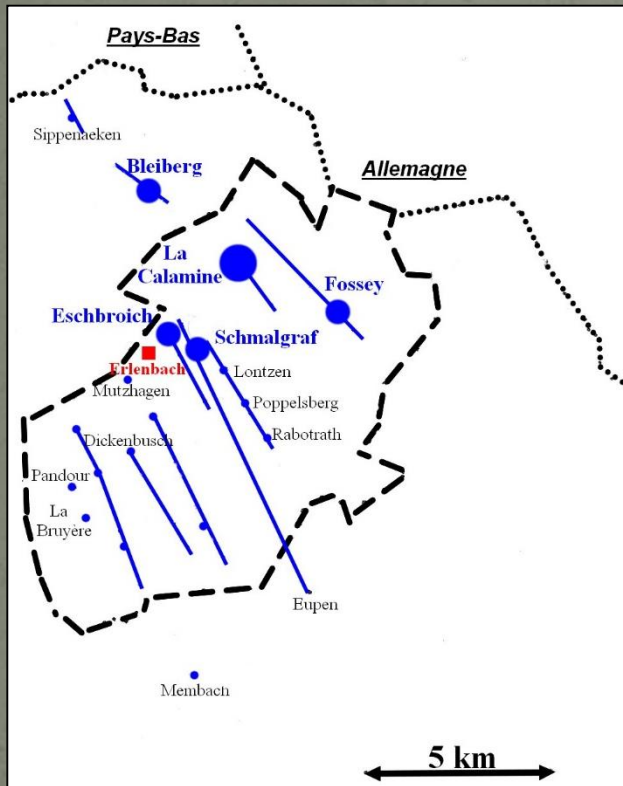 Pays-Bas
Sippenaeken
Bleiberg
Allemagne
La
Calamine
Fossey
Eschbroich
Schmalgraf
Erlenbach
Lontzen
Mutzhagen
Poppelsberg
Dickenbusch
Rabotrath
Pandour
La
Bruyère
Eupen
Membach
5 km